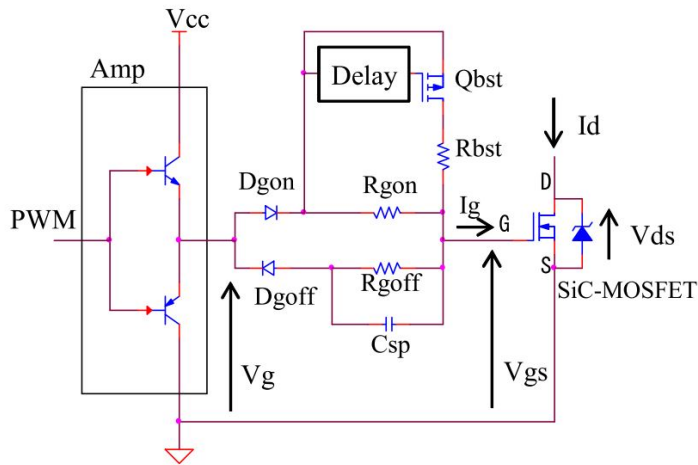 Vcc
Amp
Delay
Qbst
Id
Rbst
Dgon
Rgon
D
Ig
G
PWM
Vds
S
Dgoff
Rgoff
SiC-MOSFET
Csp
Vg
Vgs